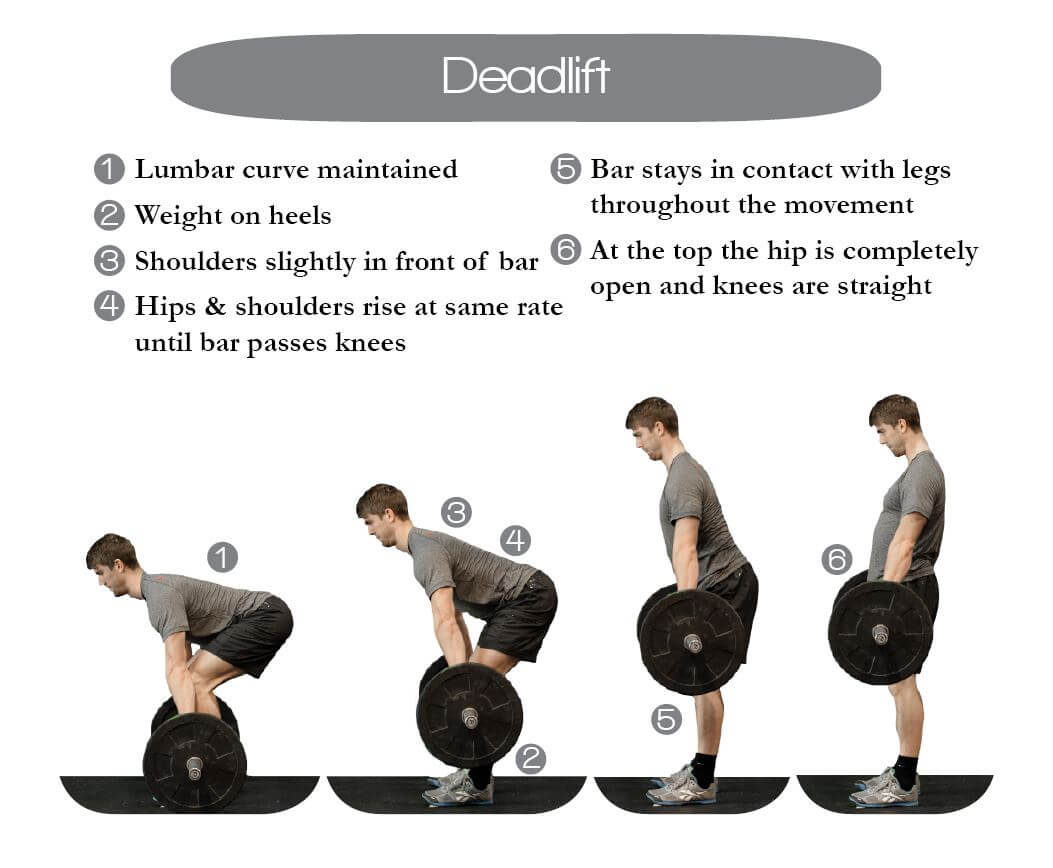 Deadlift
1 Lumbar curve maintained
2 Weight on heels
3 Shoulders slightly in front of bar
4 Hips & shoulders rise at same rate
until bar passes knees
5 Bar stays in contact with legs
throughout the movement
6 At the top the hip is completely
open and knees are straight
1
3
4
2
5
6